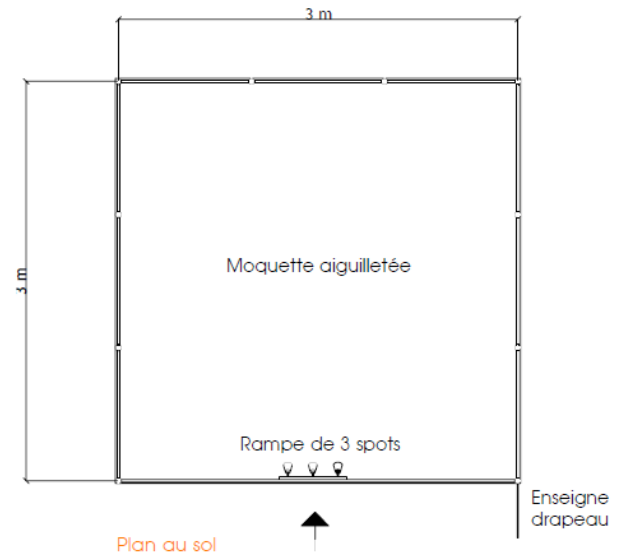 3 m
3 m
Moquette aiguilletée
Rampe de 3 spots
Enseigne
drapeau
Plan au sol